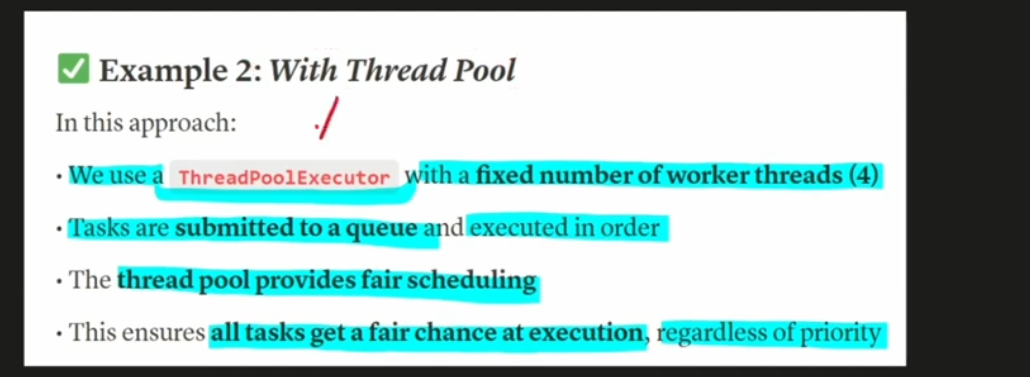 ✅ Example 2: With Thread Pool
In this approach:
• We use a ThreadPoolExecutor with a fixed number of worker threads (4)
• Tasks are submitted to a queue and executed in order
• The thread pool provides fair scheduling
• This ensures all tasks get a fair chance at execution, regardless of priority